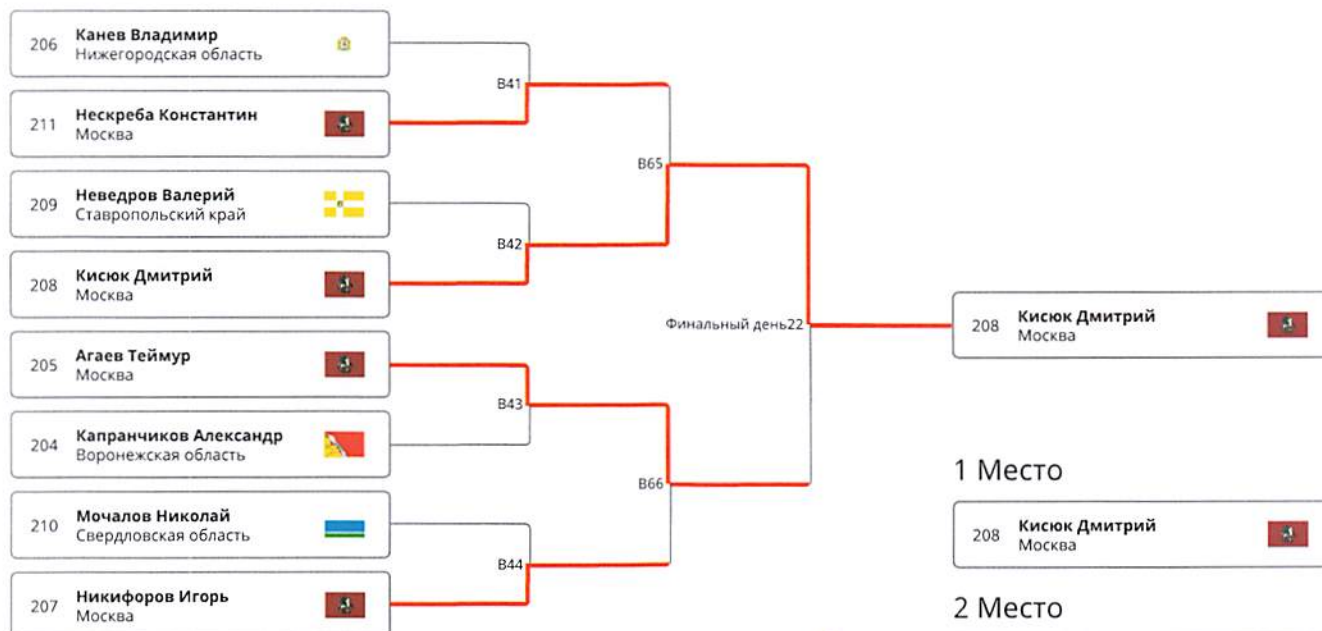 206 Канев Владимир
Нижегородская область
211 Нескреба Константин
Москва
209 Неведров Валерий
Ставропольский край
208 Кисюк Дмитрий
Москва
205 Агаев Теймур
Москва
204 Капранчиков Александр
Воронежская область
210 Мочалов Николай
Свердловская область
207 Никифоров Игорь
Москва
B41
B42
B43
B44
B65
B66
Финальный день22
208 Кисюк Дмитрий
Москва
1 Место
208 Кисюк Дмитрий
Москва
2 Место